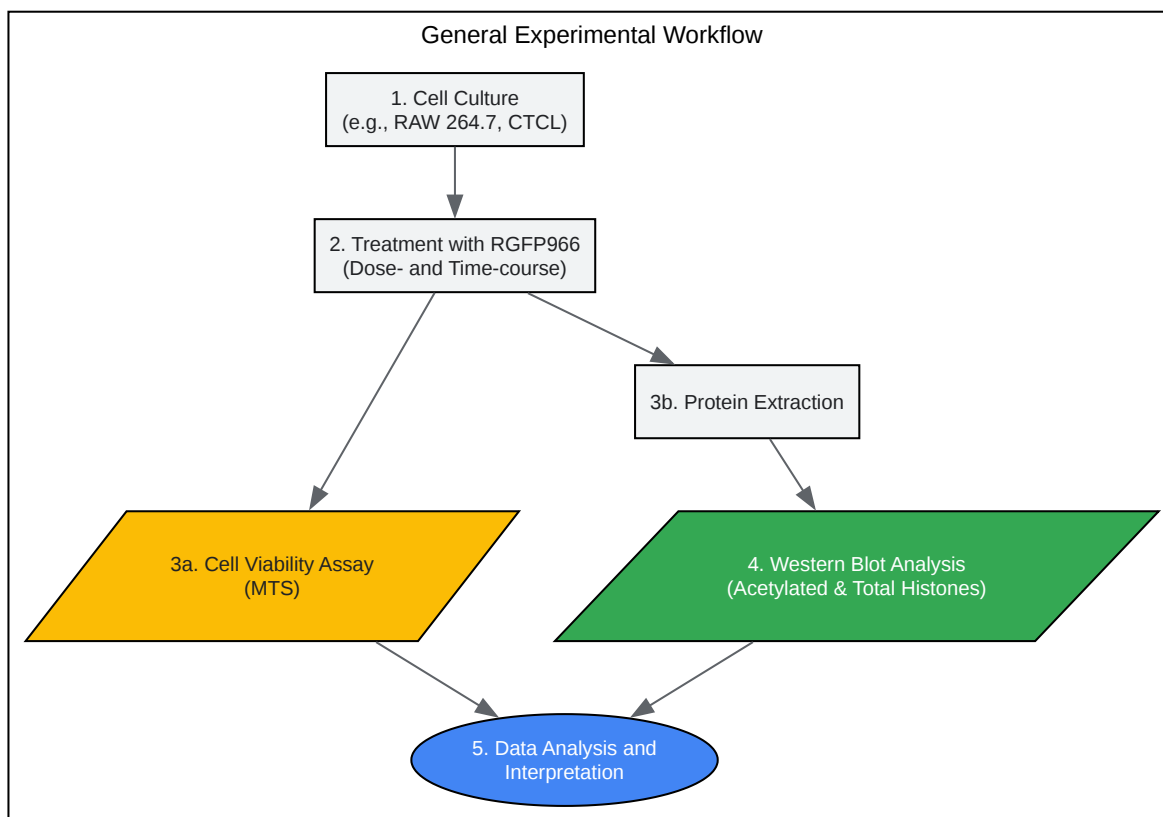 General Experimental Workflow
1. Cell Culture
(e.g., RAW 264.7, CTCL)
2. Treatment with RGFP966
(Dose- and Time-course)
3b. Protein Extraction
3a. Cell Viability Assay
(MTS)
4. Western Blot Analysis
(Acetylated & Total Histones)
5. Data Analysis and
Interpretation